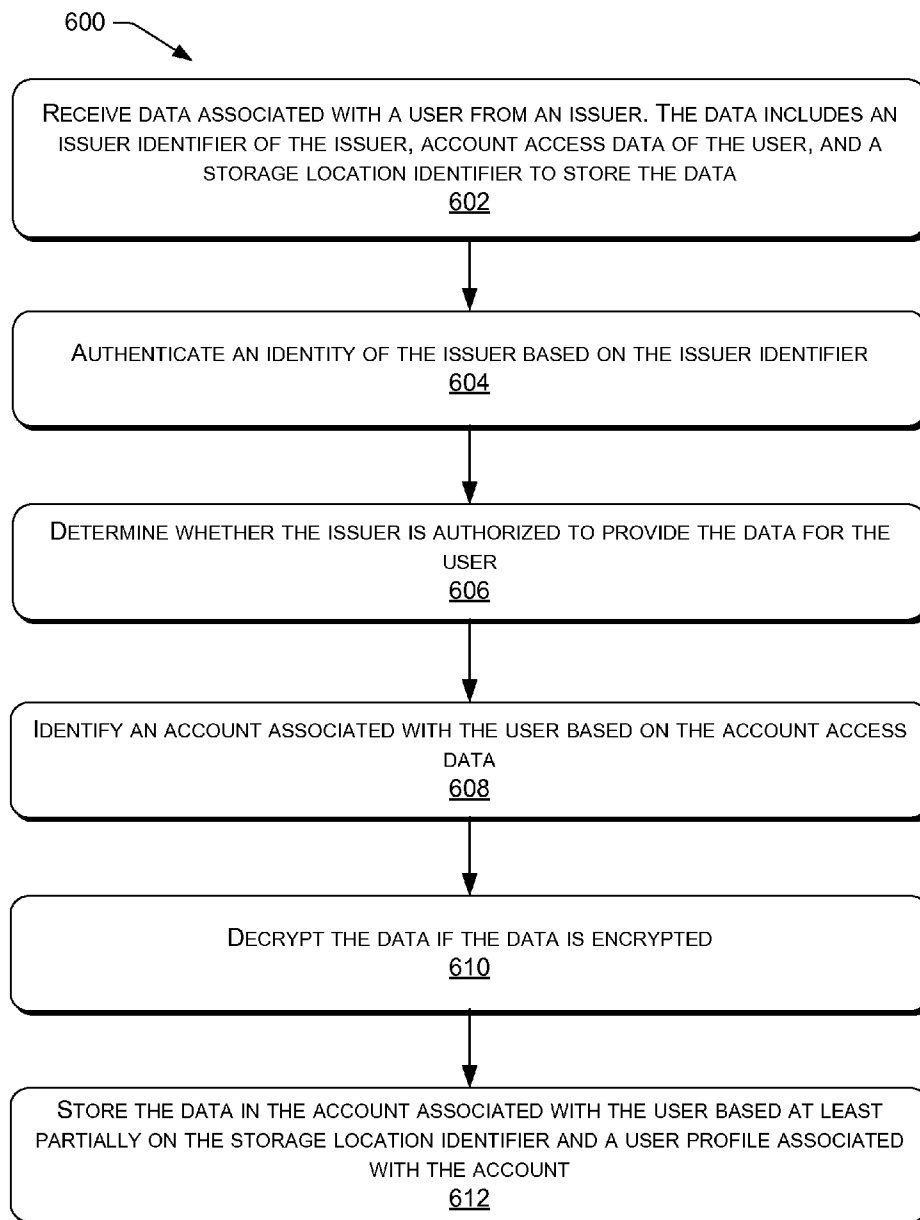 600
RECEIVE DATA ASSOCIATED WITH A USER FROM AN ISSUER. THE DATA INCLUDES AN
ISSUER IDENTIFIER OF THE ISSUER, ACCOUNT ACCESS DATA OF THE USER, AND A
STORAGE LOCATION IDENTIFIER TO STORE THE DATA
602
AUTHENTICATE AN IDENTITY OF THE ISSUER BASED ON THE ISSUER IDENTIFIER
604
DETERMINE WHETHER THE ISSUER IS AUTHORIZED TO PROVIDE THE DATA FOR THE
USER
606
IDENTIFY AN ACCOUNT ASSOCIATED WITH THE USER BASED ON THE ACCOUNT ACCESS
DATA
608
DECRYPT THE DATA IF THE DATA IS ENCRYPTED
610
STORE THE DATA IN THE ACCOUNT ASSOCIATED WITH THE USER BASED AT LEAST
PARTIALLY ON THE STORAGE LOCATION IDENTIFIER AND A USER PROFILE ASSOCIATED
WITH THE ACCOUNT
612